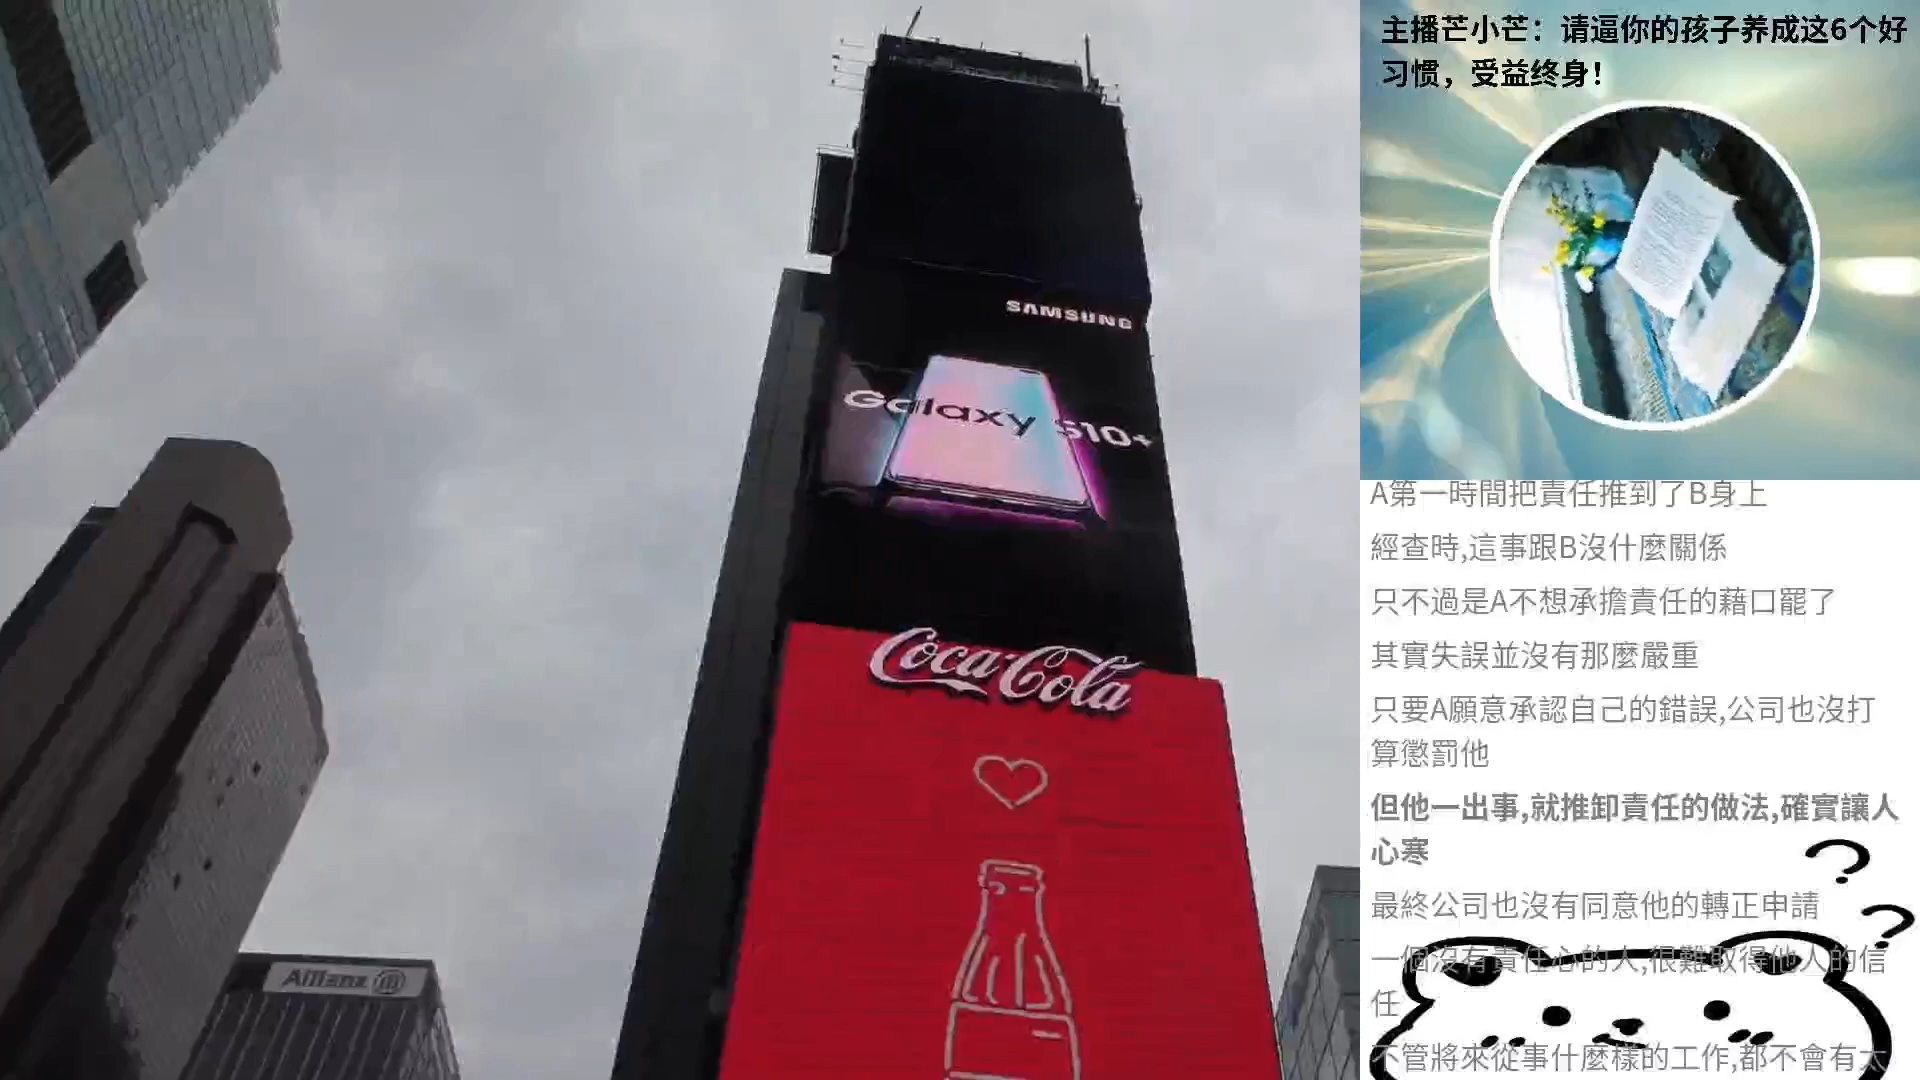 SAMSUNG
Galaxy S10+
Coca-Cola
Allianz
主播芒小芒：请逼你的孩子养成这6个好
习惯，受益终身！
A第一時間把責任推到了B身上
經查時,這事跟B沒什麼關係
只不過是A不想承擔責任的藉口罷了
其實失誤並沒有那麼嚴重
只要A願意承認自己的錯誤,公司也沒打
算懲罰他
但他一出事,就推卸責任的做法,確實讓人
心寒
最終公司也沒有同意他的轉正申請
一個沒有責任心的人,很難取得他人的信
任
不管將來從事什麼樣的工作,都不會有太
? ?